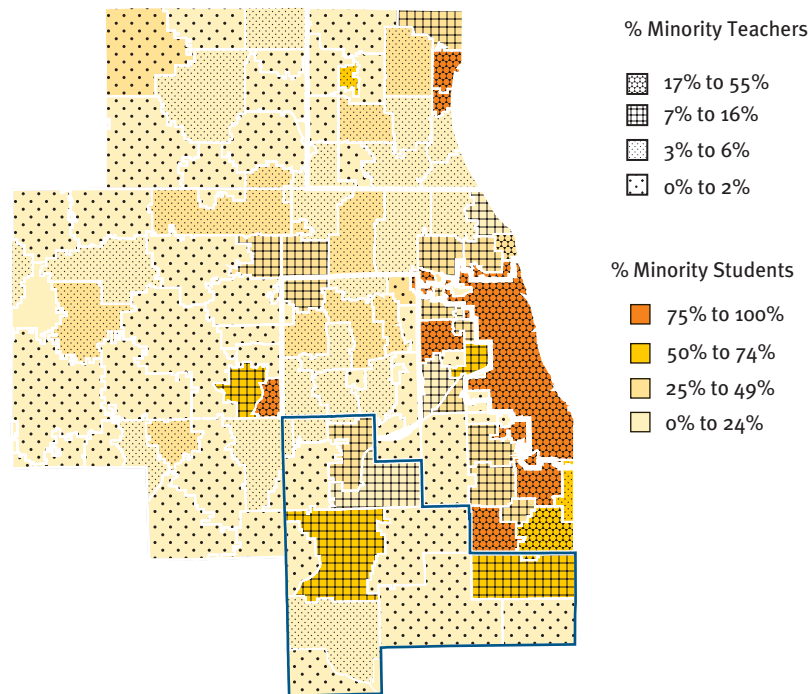 % Minority Teachers
17% to 55%
7% to 16%
3% to 6%
0% to 2%
% Minority Students
75% to 100%
50% to 74%
25% to 49%
0% to 24%